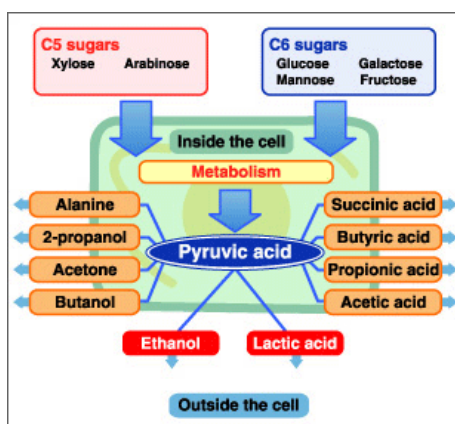 C5 sugars
Xylose Arabinose
C6 sugars
Glucose Galactose
Mannose Fructose
Inside the cell
Metabolism
Alanine
2-propanol
Acetone
Butanol
Pyruvic acid
Succinic acid
Butyric acid
Propionic acid
Acetic acid
Ethanol
Lactic acid
Outside the cell